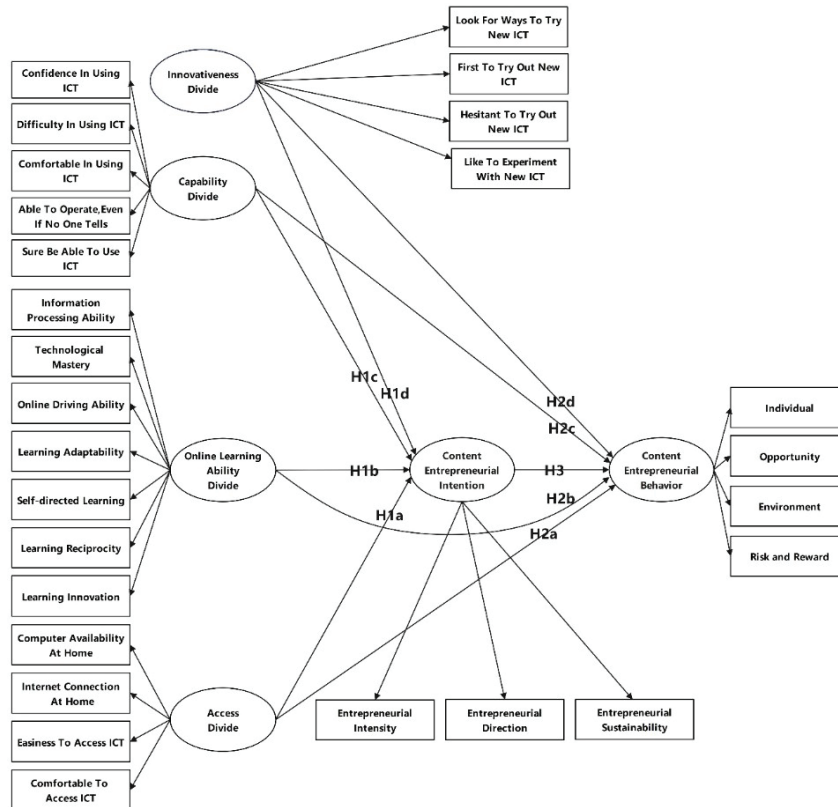 Look For Ways To Try
New ICT
First To Try Out New
ICT
Hesitant To Try Out
New ICT
Like To Experiment
With New ICT
Innovativeness
Divide
Confidence In Using
ICT
Difficulty In Using ICT
Comfortable In Using
ICT
Able To Operate,Even
If No One Tells
Sure Be Able To Use
ICT
Capability
Divide
Information
Processing Ability
Technological
Mastery
Online Driving Ability
Learning Adaptability
Self-directed Learning
Learning Reciprocity
Learning Innovation
Online Learning
Ability
Divide
H1c
H1d
H1b
H1a
Content
Entrepreneurial
Intention
H2d
H2c
H3
H2b
H2a
Content
Entrepreneurial
Behavior
Individual
Opportunity
Environment
Risk and Reward
Computer Availability
At Home
Internet Connection
At Home
Easiness To Access ICT
Comfortable To
Access ICT
Access
Divide
Entrepreneurial
Intensity
Entrepreneurial
Direction
Entrepreneurial
Sustainability